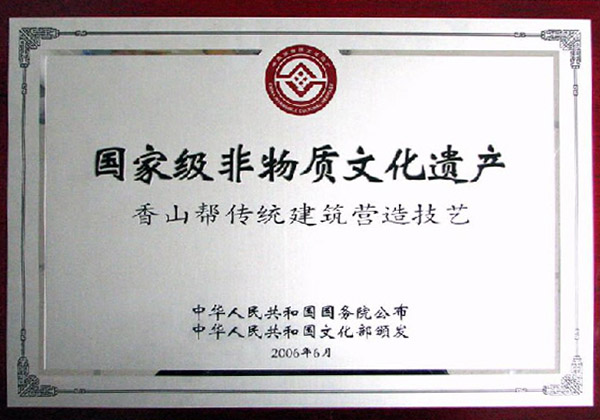 国家级非物质文化遗产
香山帮传统建筑营造技艺
中华人民共和国国务院公布
中华人民共和国文化部颁发
2006年6月